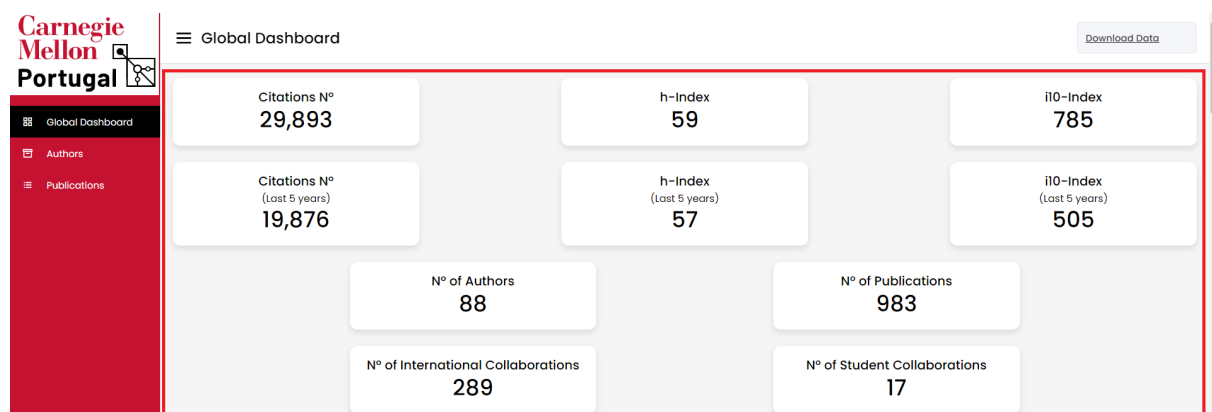 Carnegie
Mellon
Portugal
Global Dashboard
Authors
Publications
Global Dashboard
Download Data
Citations Nº
29,893
h-Index
59
i10-Index
785
Citations Nº
(Last 5 years)
19,876
h-Index
(Last 5 years)
57
i10-Index
(Last 5 years)
505
Nº of Authors
88
Nº of Publications
983
Nº of International Collaborations
289
Nº of Student Collaborations
17